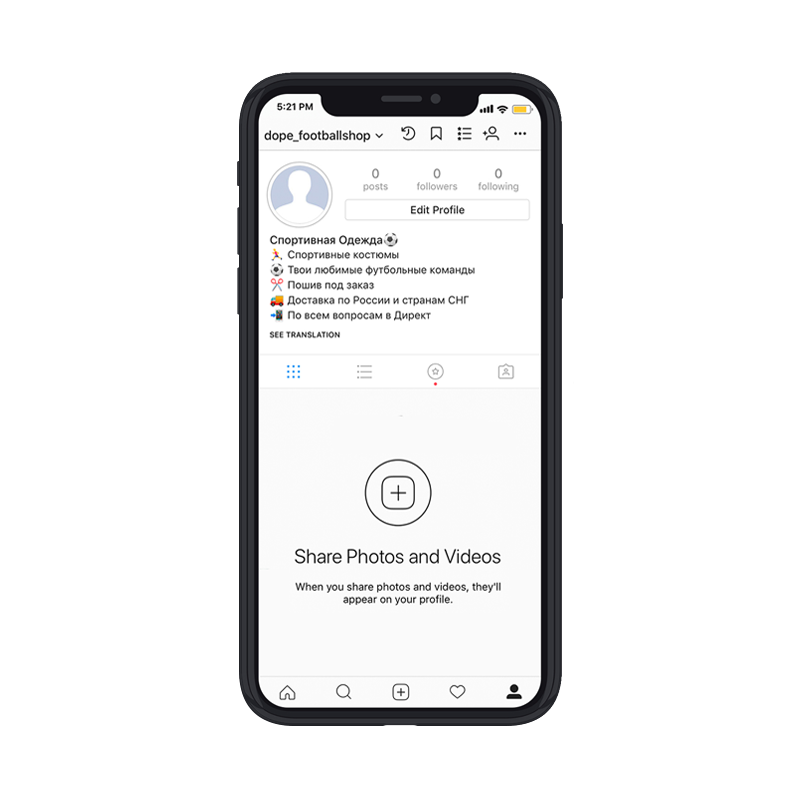 5:21 PM
dope_footballshop
0 0 0
posts followers following
Edit Profile
Спортивная Одежда⚽
🏃 Спортивные костюмы
⚽ Твои любимые футбольные команды
✂️ Пошив под заказ
🚚 Доставка по России и странам СНГ
📲 По всем вопросам в Директ
SEE TRANSLATION
Share Photos and Videos
When you share photos and videos, they'll
appear on your profile.